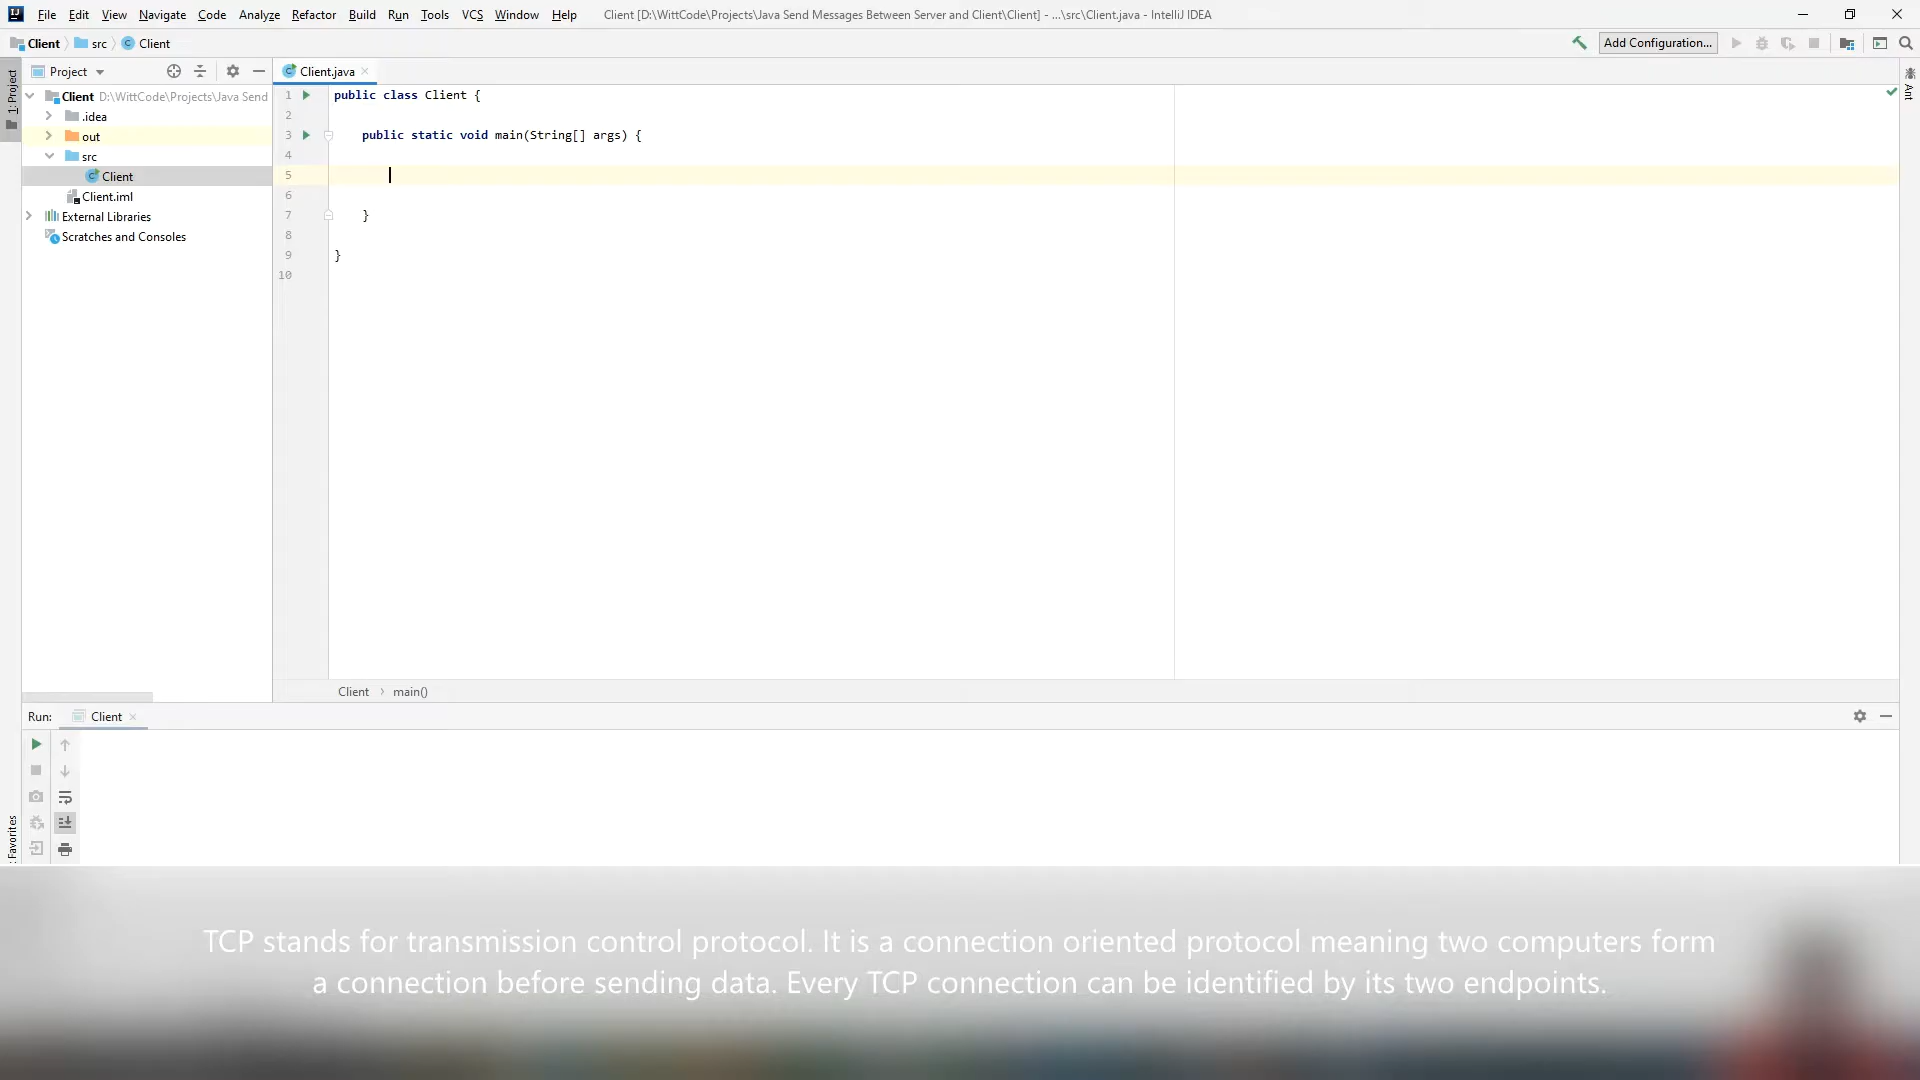 File Edit View Navigate Code Analyze Refactor Build Run Tools VCS Window Help Client [D:\WittCode\Projects\Java Send Messages Between Server and Client\Client] - ...\src\Client.java - IntelliJ IDEA
Client src Client Add Configuration...
1: Project
Project
Client.java
Ant
Client D:\WittCode\Projects\Java Send
.idea
out
src
Client
Client.iml
External Libraries
Scratches and Consoles
1 public class Client {
2
3 public static void main(String[] args) {
4
5
6
7 }
8
9 }
10
Client › main()
Run: Client
Favorites
TCP stands for transmission control protocol. It is a connection oriented protocol meaning two computers form
a connection before sending data. Every TCP connection can be identified by its two endpoints.